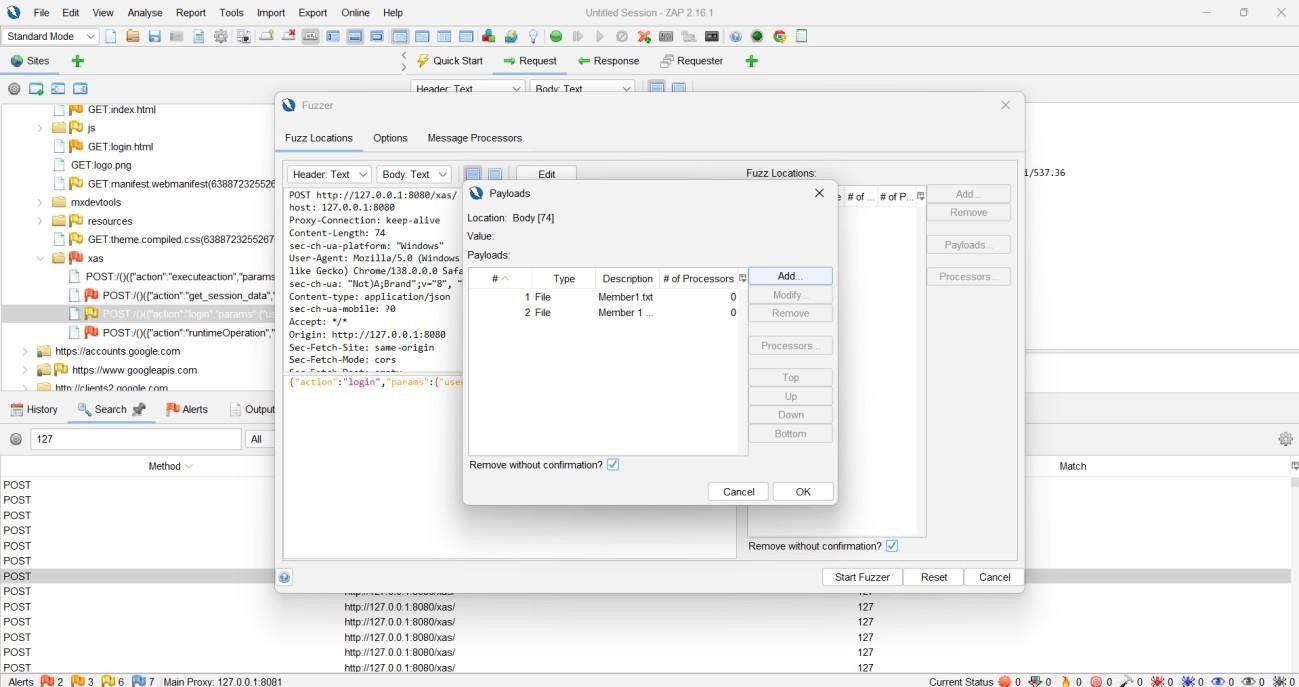 File Edit View Analyse Report Tools Import Export Online Help
Untitled Session - ZAP 2.16.1
Standard Mode
Sites
Quick Start Request Response Requester
Header: Text Body: Text
GET:index.html
js
GET:login.html
GET:logo.png
GET:manifest.webmanifest(638872325526
mxdevtools
resources
GET:theme.compiled.css(6388723255267
xas
POST:/()({"action":"executeaction","params
POST:/()({"action":"get_session_data","
POST:/()({"action":"login","params":{"us
POST:/()({"action":"runtimeOperation","
https://accounts.google.com
https://www.googleapis.com
http://clients2.google.com
Fuzzer
Fuzz Locations Options Message Processors
Header: Text Body: Text Edit
POST http://127.0.0.1:8080/xas/
host: 127.0.0.1:8080
Proxy-Connection: keep-alive
Content-Length: 74
sec-ch-ua-platform: "Windows"
User-Agent: Mozilla/5.0 (Windows
like Gecko) Chrome/138.0.0.0 Safa
sec-ch-ua: "Not)A;Brand";v="8", "
Content-type: application/json
sec-ch-ua-mobile: ?0
Accept: */*
Origin: http://127.0.0.1:8080
Sec-Fetch-Site: same-origin
Sec-Fetch-Mode: cors
{"action":"login","params":{"use
Fuzz Locations:
# of ... # of P...
Add...
Remove
Payloads...
Processors...
i/537.36
Payloads
Location: Body [74]
Value:
Payloads:
# Type Description # of Processors
1 File Member1.txt 0
2 File Member 1 ... 0
Add...
Modify...
Remove
Processors...
Top
Up
Down
Bottom
Remove without confirmation?
Cancel OK
Remove without confirmation?
Start Fuzzer Reset Cancel
History Search Alerts Output
127 All
Method Match
POST
POST
POST
POST
POST
POST
POST
POST
POST http://127.0.0.1:8080/xas/ 127
POST http://127.0.0.1:8080/xas/ 127
POST http://127.0.0.1:8080/xas/ 127
POST http://127.0.0.1:8080/xas/ 127
POST http://127.0.0.1:8080/xas/ 127
Alerts 2 3 6 7 Main Proxy: 127.0.0.1:8081
Current Status 0 0 0 0 0 0 0 0 0 0